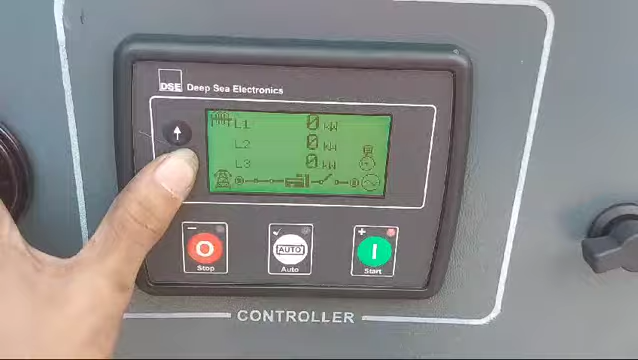 DSE Deep Sea Electronics
L1 0 kW
L2 0 kW
L3 0 kW
Stop
AUTO
Auto
Start
CONTROLLER